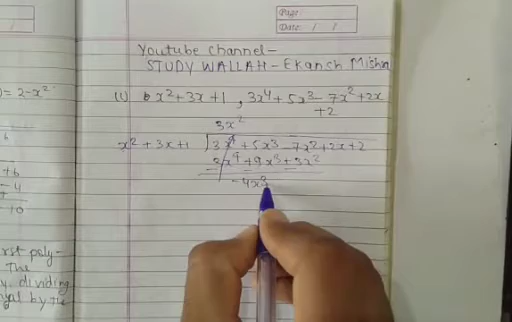 Page:
Date: / /
Youtube channel-
STUDY WALLAH - Ekansh Mishra
) = 2-x²
(ii) x²+3x+1, 3x⁴+5x³-7x²+2x
+2
3x²
x²+3x+1 3x⁴+5x³-7x²+2x+2
3x⁴+9x³+3x²
-4x³
+6
-4
-10
rst poly-
The
dividing
by the